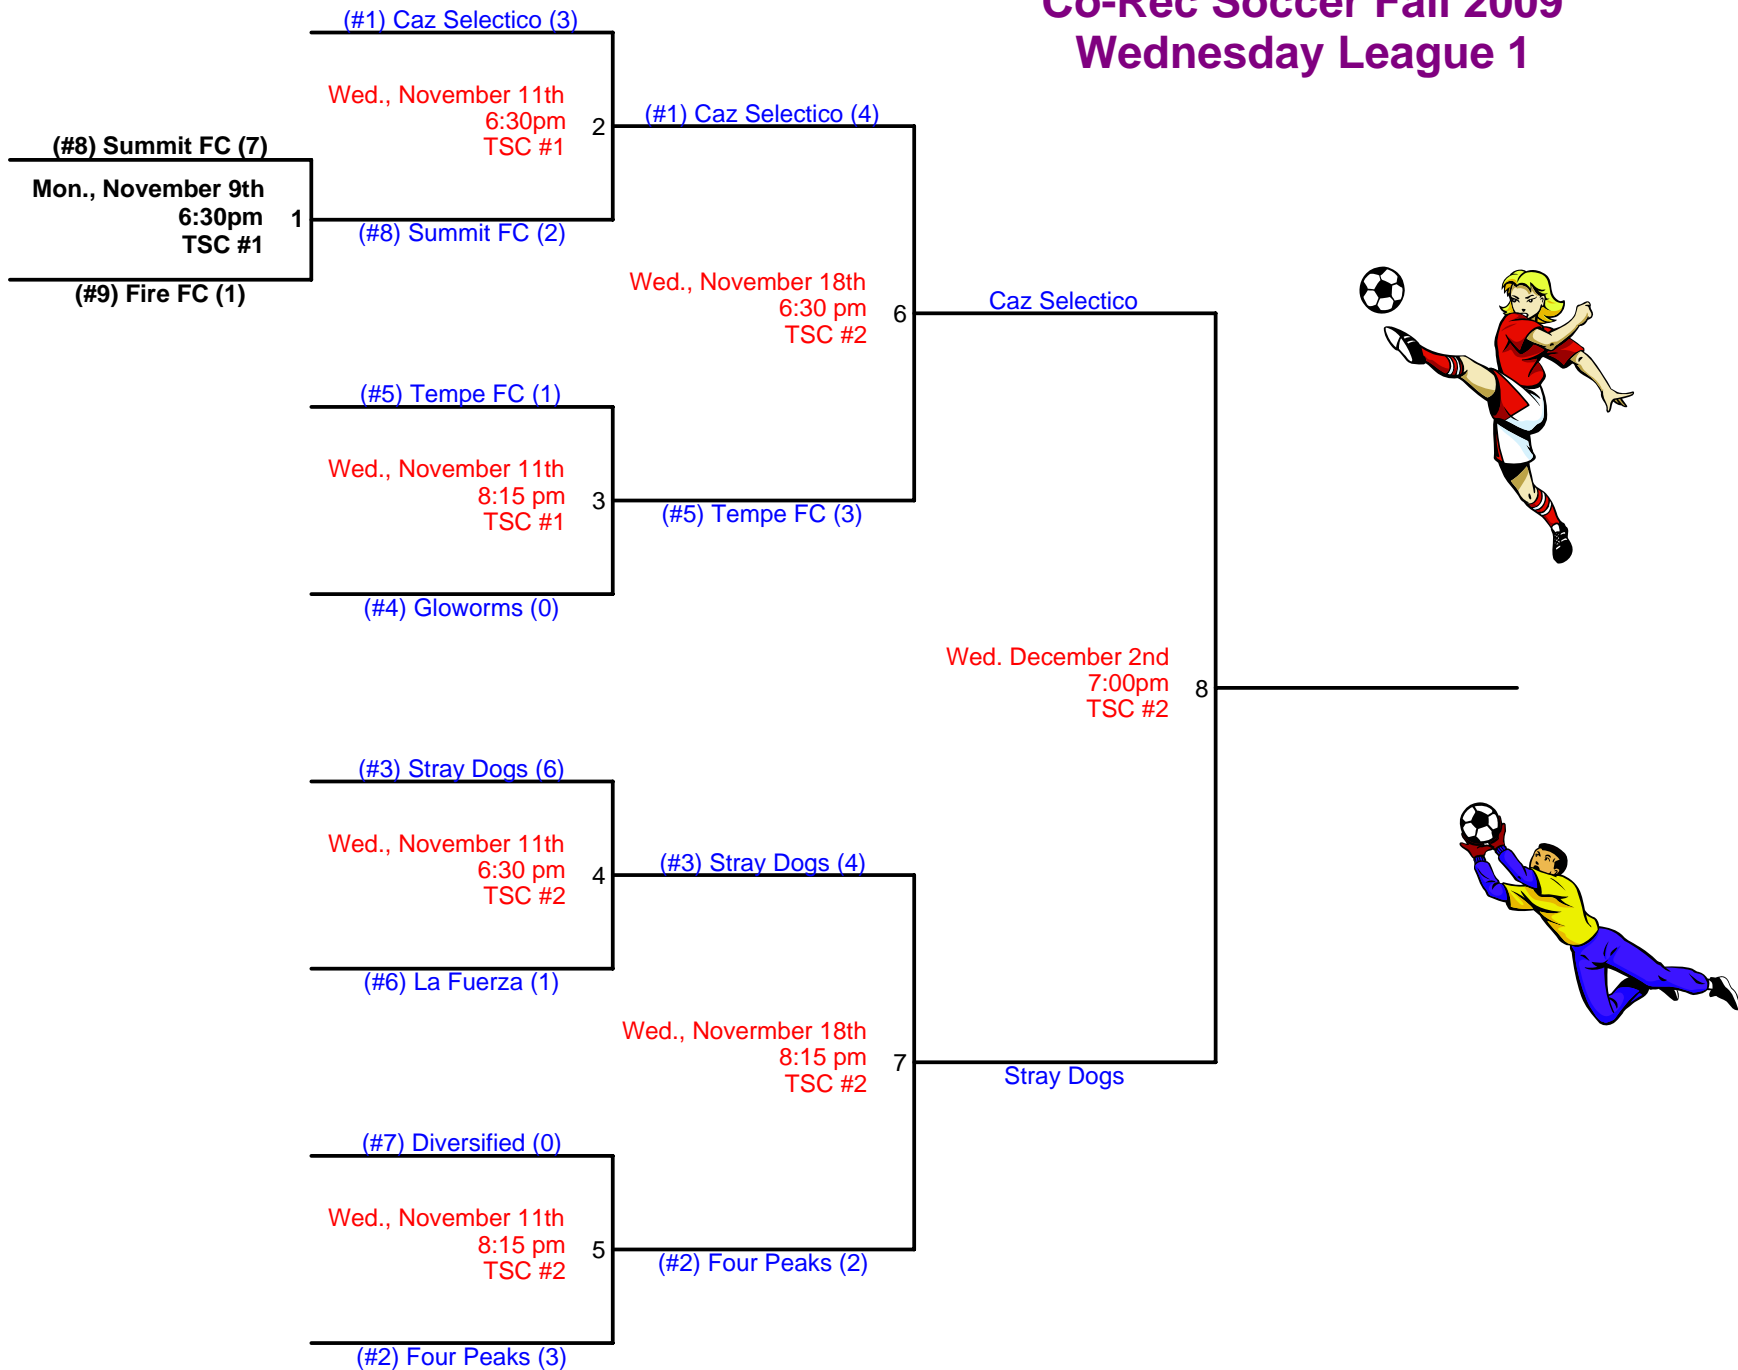 Co-Rec Soccer Fall 2009
Wednesday League 1
(#1) Caz Selectico (3)
Wed., November 11th
6:30pm
TSC #1
2
(#1) Caz Selectico (4)
(#8) Summit FC (7)
Mon., November 9th
6:30pm
TSC #1
1
(#8) Summit FC (2)
(#9) Fire FC (1)
Wed., November 18th
6:30 pm
TSC #2
6
Caz Selectico
(#5) Tempe FC (1)
Wed., November 11th
8:15 pm
TSC #1
3
(#5) Tempe FC (3)
(#4) Gloworms (0)
Wed. December 2nd
7:00pm
TSC #2
8
(#3) Stray Dogs (6)
Wed., November 11th
6:30 pm
TSC #2
4
(#3) Stray Dogs (4)
(#6) La Fuerza (1)
Wed., Novermber 18th
8:15 pm
TSC #2
7
Stray Dogs
(#7) Diversified (0)
Wed., November 11th
8:15 pm
TSC #2
5
(#2) Four Peaks (2)
(#2) Four Peaks (3)